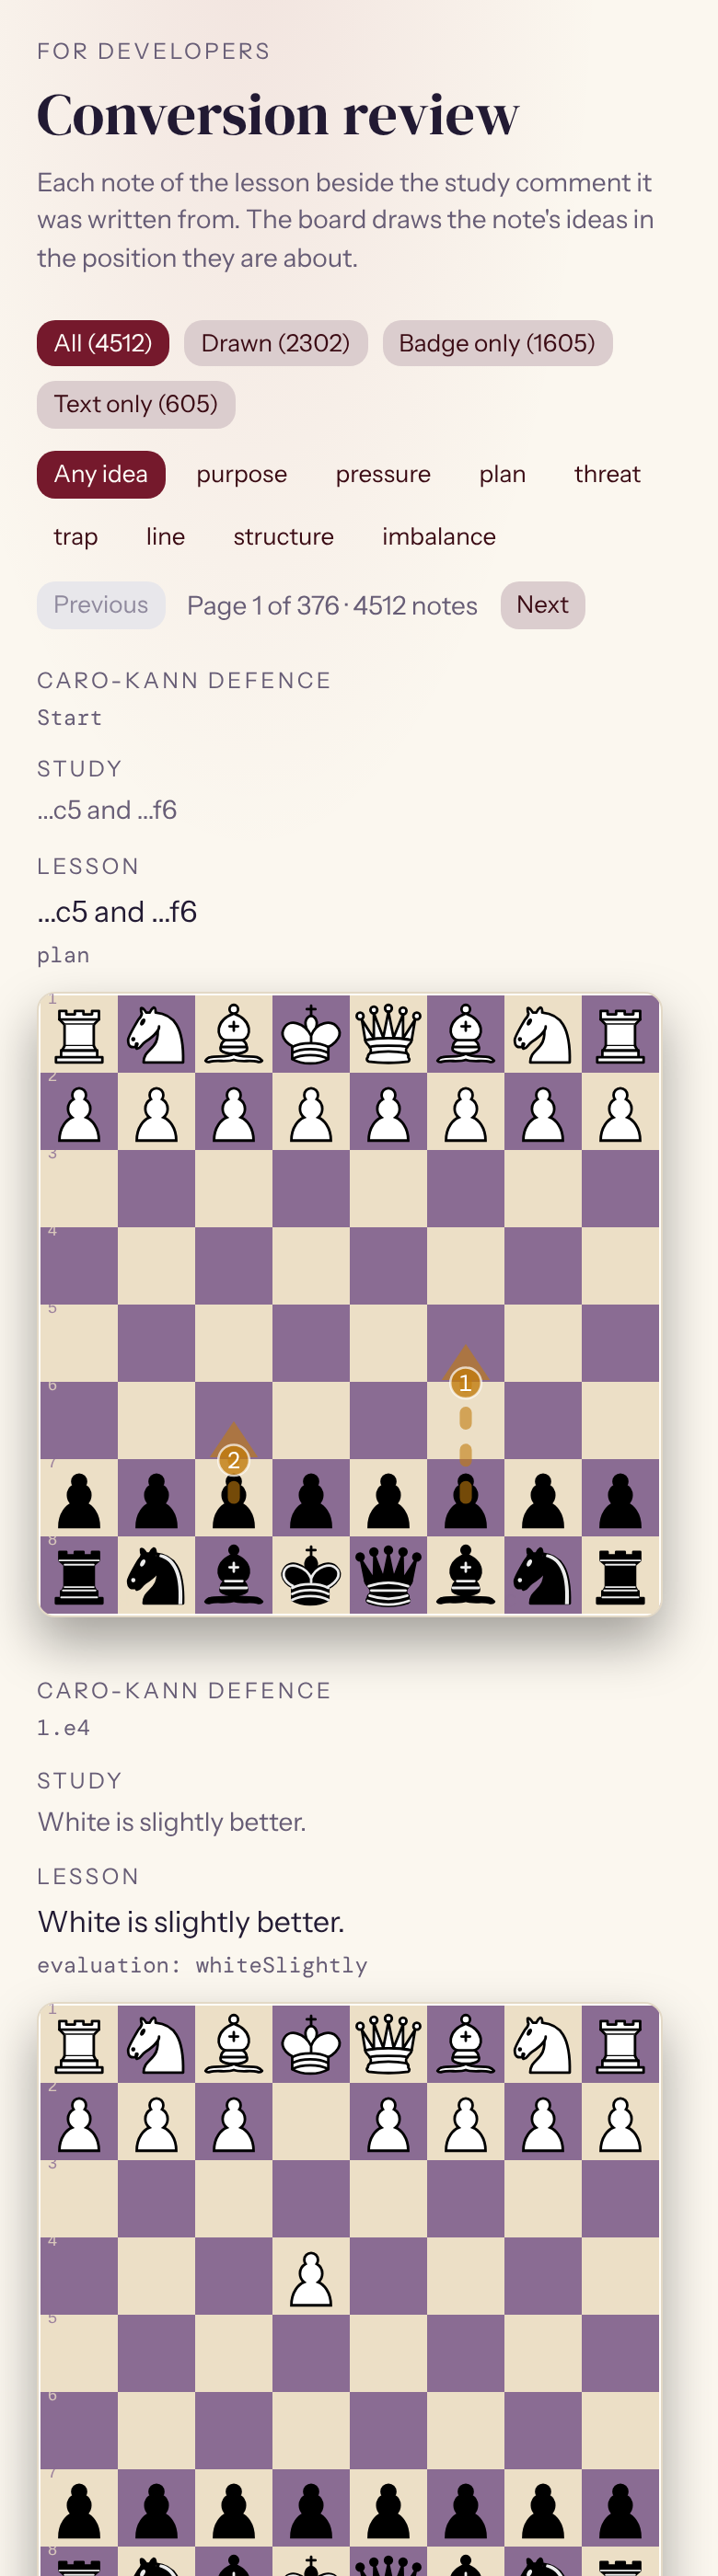 FOR DEVELOPERS
Conversion review
Each note of the lesson beside the study comment it
was written from. The board draws the note's ideas in
the position they are about.
All (4512) Drawn (2302) Badge only (1605)
Text only (605)
Any idea purpose pressure plan threat
trap line structure imbalance
Previous Page 1 of 376 · 4512 notes Next
CARO-KANN DEFENCE
Start
STUDY
...c5 and ...f6
LESSON
...c5 and ...f6
plan
1
2
3
4
5
1
6
2
7
8
CARO-KANN DEFENCE
1.e4
STUDY
White is slightly better.
LESSON
White is slightly better.
evaluation: whiteSlightly
1
2
3
4
5
6
7
8